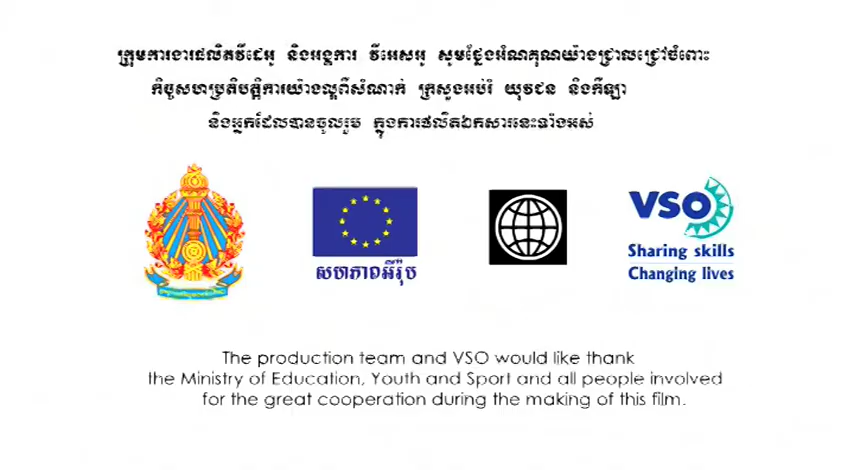 ក្រុមការងារផលិតវីដេអូ និងអង្គការ វីអេសអូ សូមថ្លែងអំណរគុណយ៉ាងជ្រាលជ្រៅចំពោះ
កិច្ចសហប្រតិបត្តិការយ៉ាងល្អពីសំណាក់ ក្រសួងអប់រំ យុវជន និងកីឡា
និងអ្នកដែលបានចូលរួម ក្នុងការផលិតឯកសារនេះទាំងអស់
VSO
សហភាពអឺរ៉ុប
Sharing skills
Changing lives
The production team and VSO would like thank
the Ministry of Education, Youth and Sport and all people involved
for the great cooperation during the making of this film.